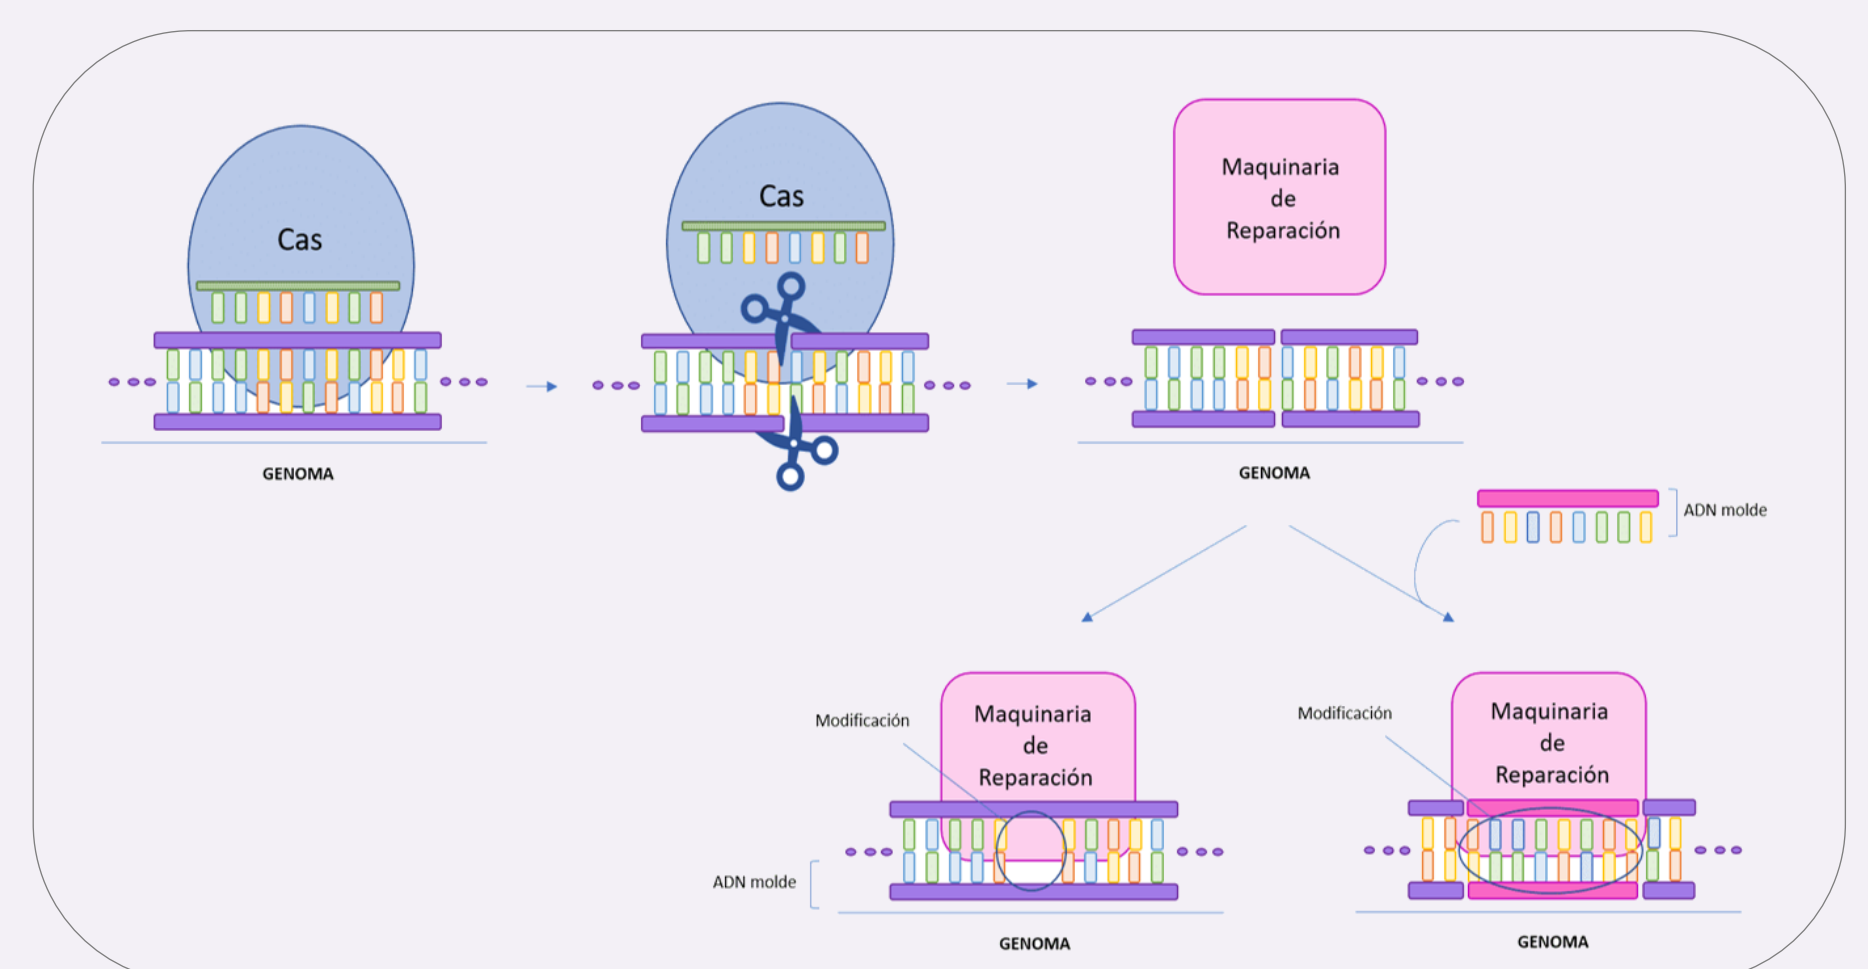 Cas
GENOMA
Cas
Maquinaria
de
Reparación
GENOMA
ADN molde
Modificación
Maquinaria
de
Reparación
ADN molde
GENOMA
Modificación
Maquinaria
de
Reparación
GENOMA